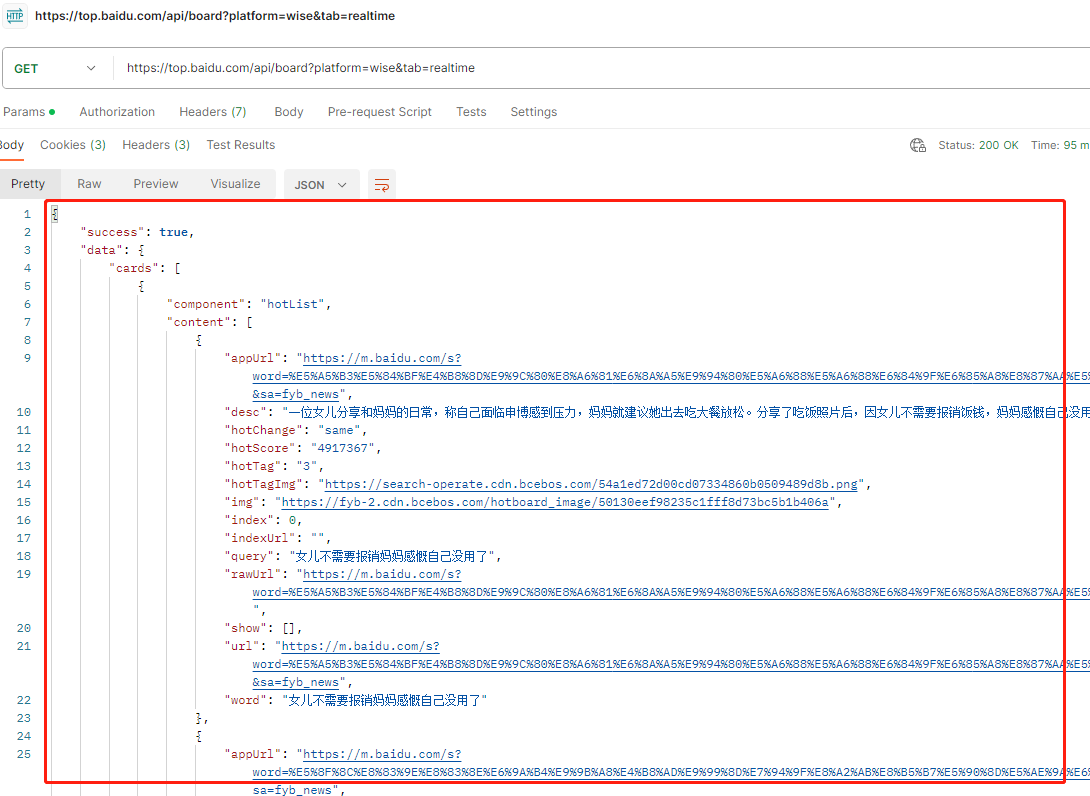 HTTP https://top.baidu.com/api/board?platform=wise&tab=realtime
GET https://top.baidu.com/api/board?platform=wise&tab=realtime
Params Authorization Headers (7) Body Pre-request Script Tests Settings
Body Cookies (3) Headers (3) Test Results Status: 200 OK Time: 95 m
Pretty Raw Preview Visualize JSON
1 {
2 "success": true,
3 "data": {
4 "cards": [
5 {
6 "component": "hotList",
7 "content": [
8 {
9 "appUrl": "https://m.baidu.com/s?
word=%E5%A5%B3%E5%84%BF%E4%B8%8D%E9%9C%80%E8%A6%81%E6%8A%A5%E9%94%80%E5%A6%88%E5%A6%88%E6%84%9F%E6%85%A8%E8%87%AA%E5
&sa=fyb_news",
10 "desc": "一位女儿分享和妈妈的日常，称自己面临申博感到压力，妈妈就建议她出去吃大餐放松。分享了吃饭照片后，因女儿不需要报销饭钱，妈妈感慨自己没用
11 "hotChange": "same",
12 "hotScore": "4917367",
13 "hotTag": "3",
14 "hotTagImg": "https://search-operate.cdn.bcebos.com/54a1ed72d00cd07334860b0509489d8b.png",
15 "img": "https://fyb-2.cdn.bcebos.com/hotboard_image/50130eef98235c1fff8d73bc5b1b406a",
16 "index": 0,
17 "indexUrl": "",
18 "query": "女儿不需要报销妈妈感慨自己没用了",
19 "rawUrl": "https://m.baidu.com/s?
word=%E5%A5%B3%E5%84%BF%E4%B8%8D%E9%9C%80%E8%A6%81%E6%8A%A5%E9%94%80%E5%A6%88%E5%A6%88%E6%84%9F%E6%85%A8%E8%87%AA%E5
",
20 "show": [],
21 "url": "https://m.baidu.com/s?
word=%E5%A5%B3%E5%84%BF%E4%B8%8D%E9%9C%80%E8%A6%81%E6%8A%A5%E9%94%80%E5%A6%88%E5%A6%88%E6%84%9F%E6%85%A8%E8%87%AA%E5
&sa=fyb_news",
22 "word": "女儿不需要报销妈妈感慨自己没用了"
23 },
24 {
25 "appUrl": "https://m.baidu.com/s?
word=%E5%8F%8C%E8%83%9E%E8%83%8E%E6%9A%B4%E9%9B%A8%E4%B8%AD%E9%99%8D%E7%94%9F%E8%A2%AB%E8%B5%B7%E5%90%8D%E5%AE%9A%E6
sa=fyb_news",